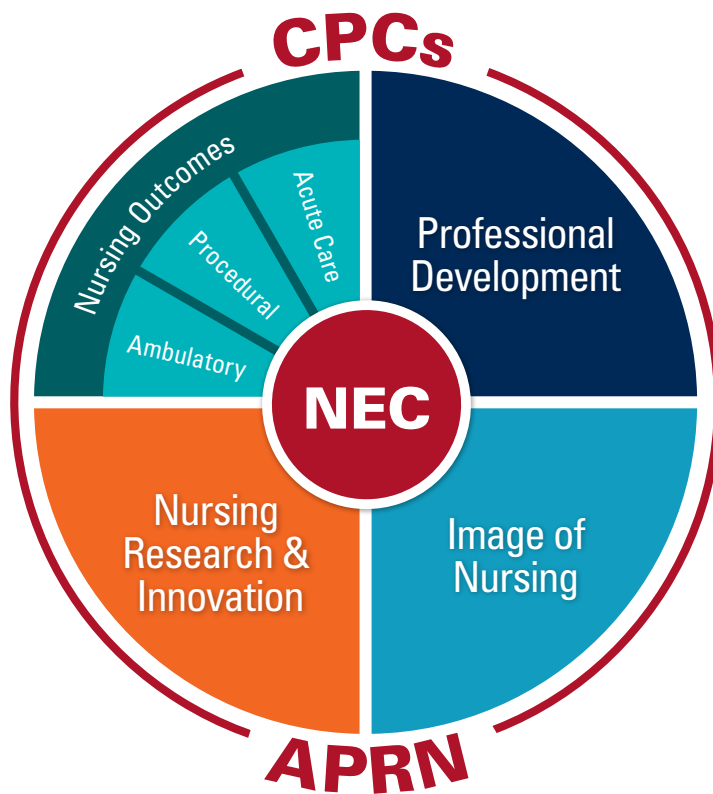 CPCs
Nursing Outcomes
Acute Care
Procedural
Ambulatory
Professional
Development
NEC
Nursing
Research &
Innovation
Image of
Nursing
APRN